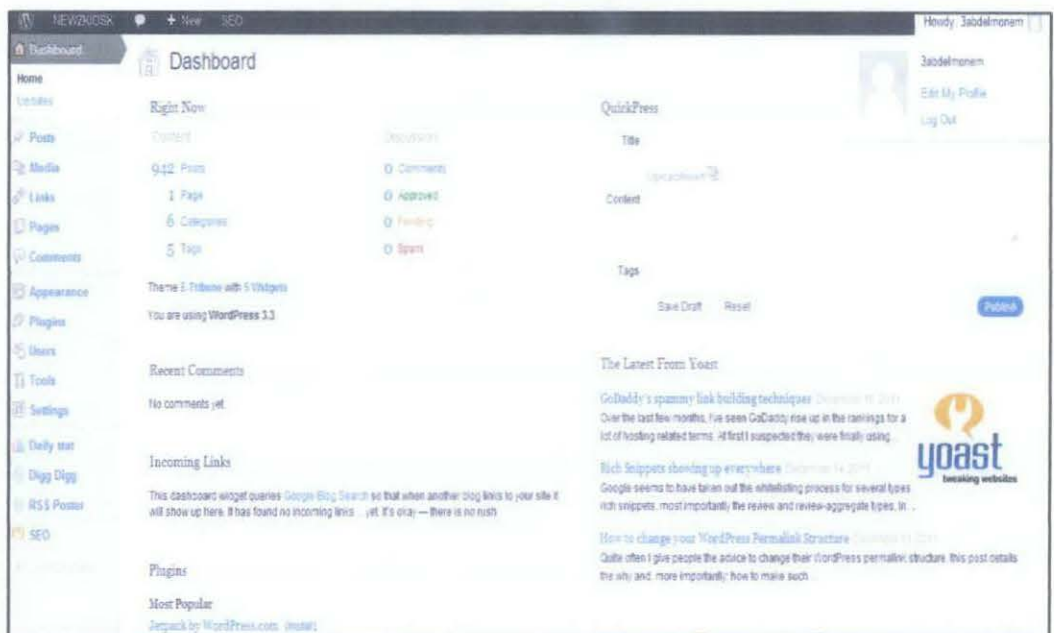 NEWZKIOSK + New SEO
Howdy, 3abdelmonem
3abdelmonem
Edit My Profile
Log Out
Dashboard
Home
Updates
Posts
Media
Links
Pages
Comments
Appearance
Plugins
Users
Tools
Settings
Daily stat
Digg Digg
RSS Poster
SEO
Dashboard
Right Now
Content
Discussion
942 Posts
0 Comments
1 Page
0 Approved
6 Categories
0 Pending
5 Tags
0 Spam
Theme & Tribune with 5 Widgets
You are using WordPress 3.3
Recent Comments
No comments yet.
Incoming Links
This dashboard widget queries Google Blog Search so that when another blog links to your site it
will show up here. It has found no incoming links... yet. It's okay — there is no rush
Plugins
Most Popular
Jetpack by WordPress.com (Install)
QuickPress
Title
Upload/Insert
Content
Tags
Save Draft Reset
Publish
The Latest From Yoast
GoDaddy's spammy link building techniques
Over the last few months, I've seen GoDaddy rise up in the rankings for a
lot of hosting related terms. At first I suspected they were finally using...
Rich Snippets showing up everywhere December 14, 2011
Google seems to have taken out the whitelisting process for several types
rich snippets, most importantly the review and review-aggregate types. In...
How to change your WordPress Permalink Structure
Quite often I give people the advice to change their WordPress permalink structure, this post details
the why and, more importantly: how to make such...
yoast
tweaking websites